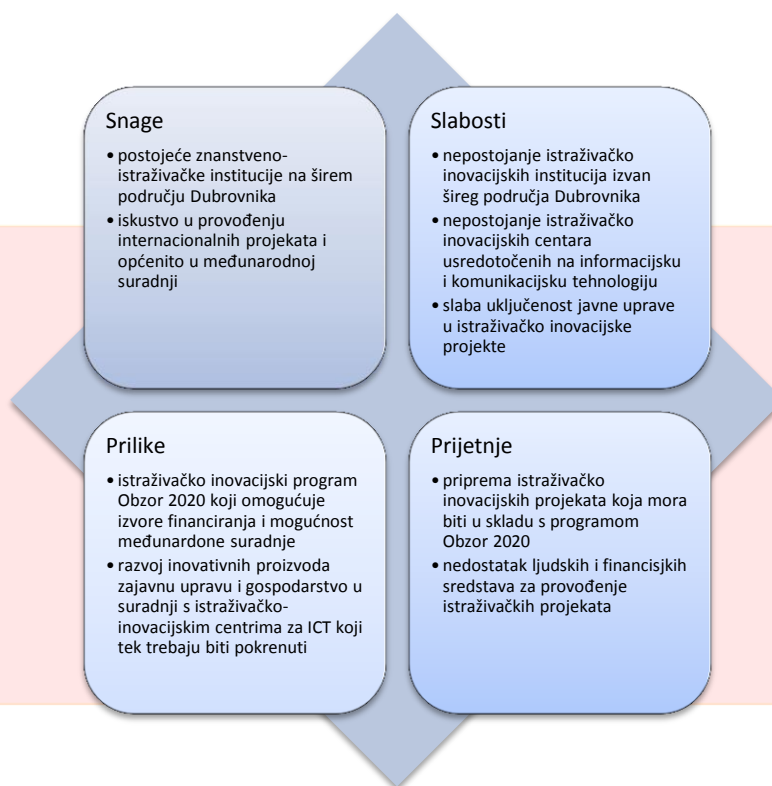 Snage
• postojeće znanstveno-
istraživačke institucije na širem
području Dubrovnika
• iskustvo u provođenju
internacionalnih projekata i
općenito u međunarodnoj
suradnji
Slabosti
• nepostojanje istraživačko
inovacijskih institucija izvan
šireg područja Dubrovnika
• nepostojanje istraživačko
inovacijskih centara
usredotočenih na informacijsku
i komunikacijsku tehnologiju
• slaba uključenost javne uprave
u istraživačko inovacijske
projekte
Prilike
• istraživačko inovacijski program
Obzor 2020 koji omogućuje
izvore financiranja i mogućnost
međunardone suradnje
• razvoj inovativnih proizvoda
zajavnu upravu i gospodarstvo u
suradnji s istraživačko-
inovacijskim centrima za ICT koji
tek trebaju biti pokrenuti
Prijetnje
• priprema istraživačko
inovacijskih projekata koja mora
biti u skladu s programom
Obzor 2020
• nedostatak ljudskih i financisjkih
sredstava za provođenje
istraživačkih projekata